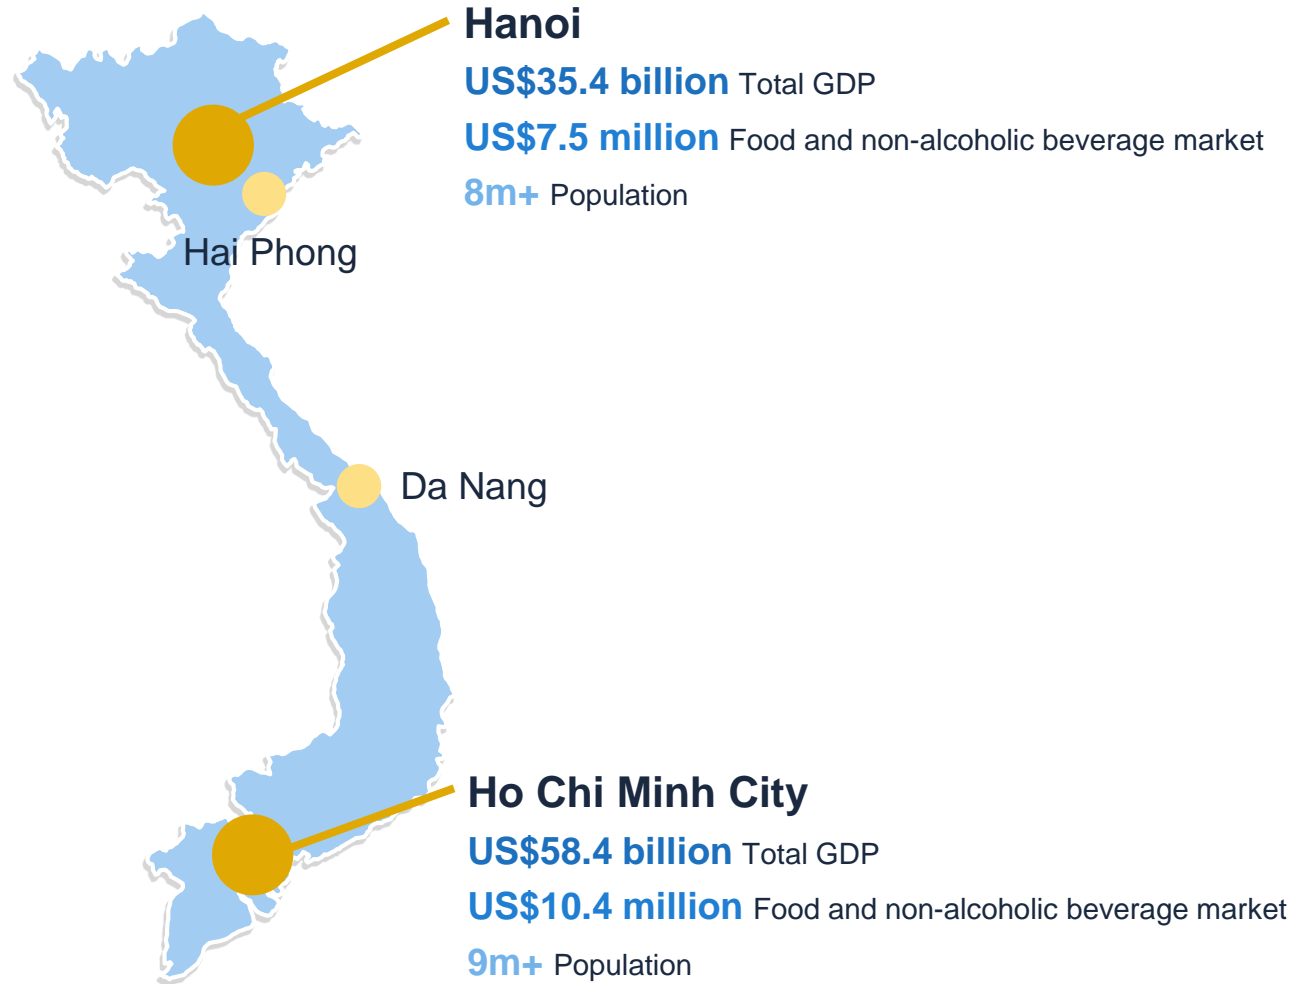 Hanoi
US$35.4 billion Total GDP
US$7.5 million Food and non-alcoholic beverage market
8m+ Population
Hai Phong
Da Nang
Ho Chi Minh City
US$58.4 billion Total GDP
US$10.4 million Food and non-alcoholic beverage market
9m+ Population